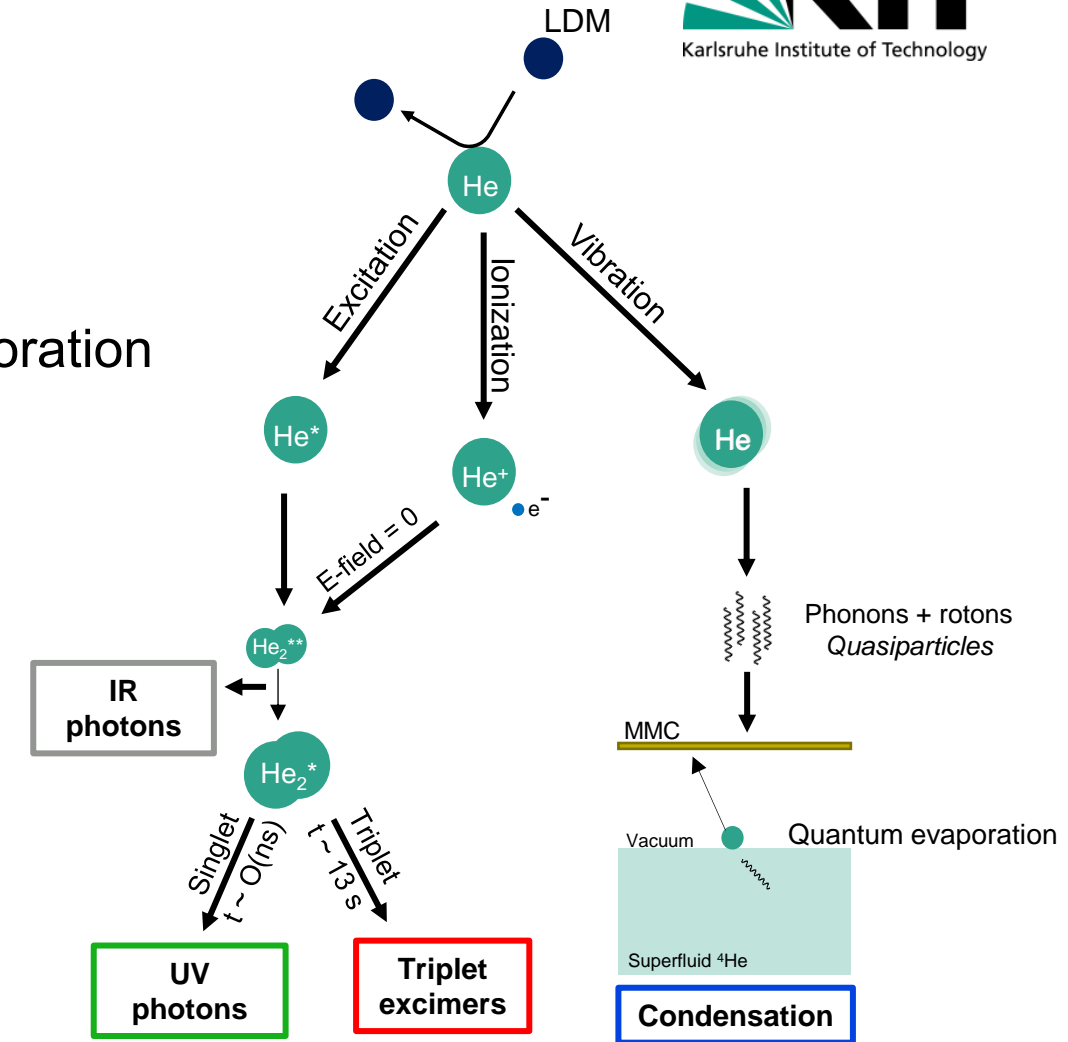 LDM
Karlsruhe Institute of Technology
He
Excitation
Ionization
Vibration
oration
He*
He⁺
e⁻
He
E-field = 0
He₂**
IR
photons
Phonons + rotons
Quasiparticles
MMC
He₂*
Singlet
t ~ O(ns)
Triplet
t ~ 13 s
Vacuum
Quantum evaporation
Superfluid ⁴He
UV
photons
Triplet
excimers
Condensation